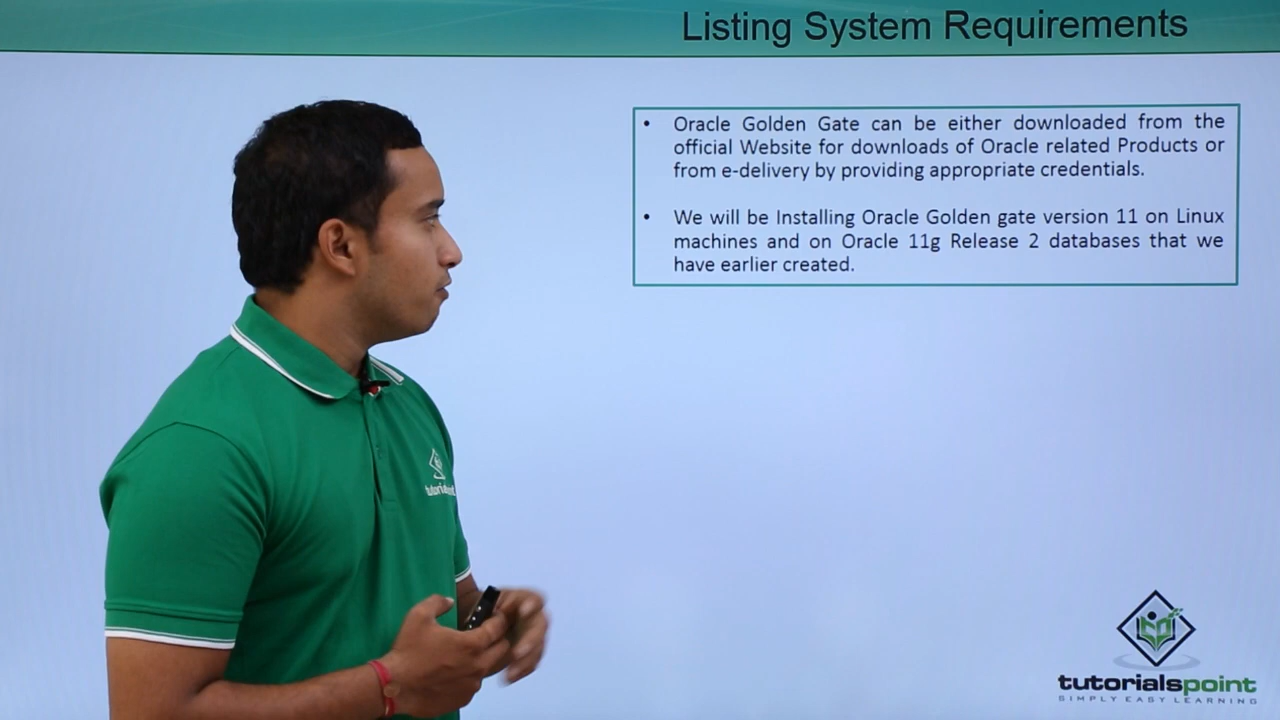 Listing System Requirements
• Oracle Golden Gate can be either downloaded from the
official Website for downloads of Oracle related Products or
from e-delivery by providing appropriate credentials.
• We will be Installing Oracle Golden gate version 11 on Linux
machines and on Oracle 11g Release 2 databases that we
have earlier created.
tutorialspoint
tutorialspoint
SIMPLY EASY LEARNING